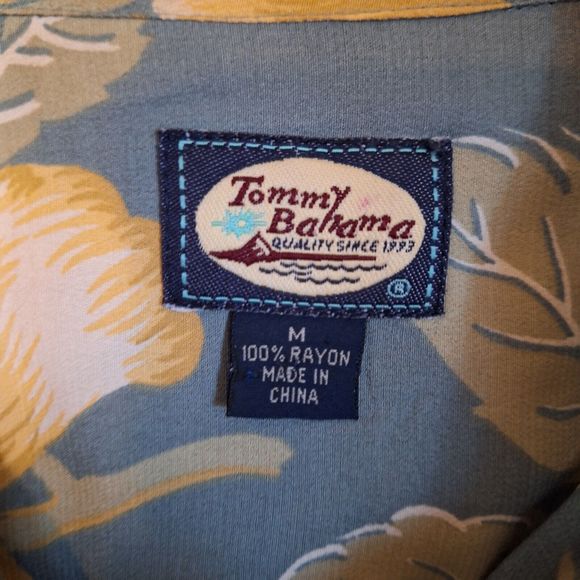 Tommy
Bahama
QUALITY SINCE 1993
®
M
100% RAYON
MADE IN
CHINA